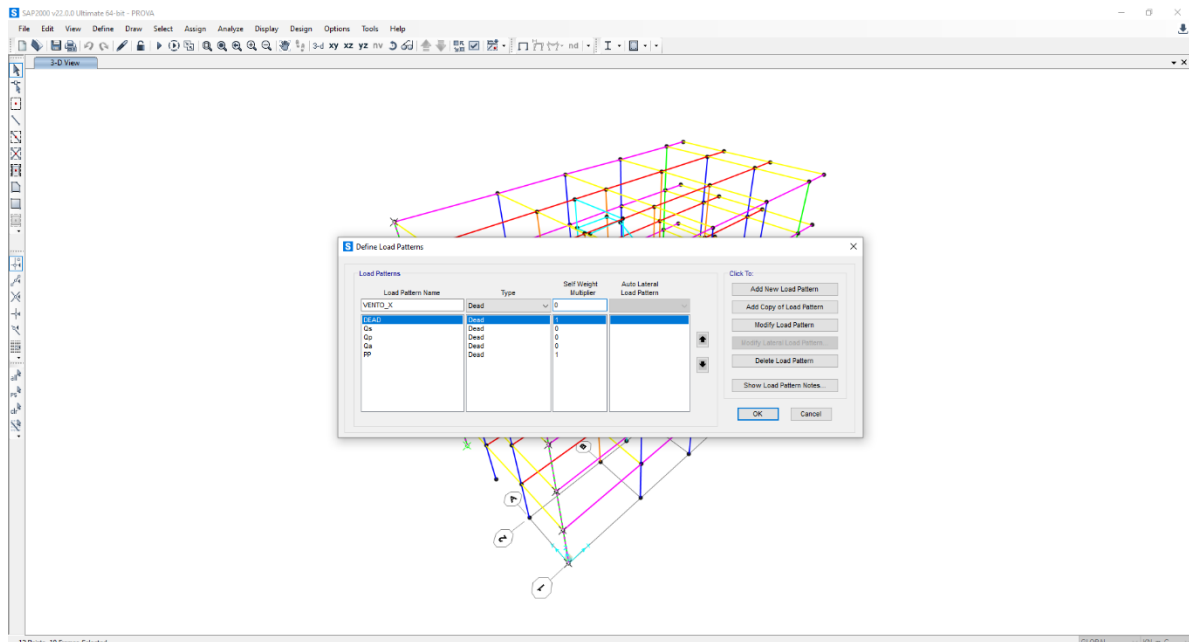 SAP2000 v22.0.0 Ultimate 64-bit - PROVA
File Edit View Define Draw Select Assign Analyze Display Design Options Tools Help
3-d xy xz yz nv
nd
3-D View
Define Load Patterns
Load Patterns
Click To:
Load Pattern Name Type Self Weight Multiplier Auto Lateral Load Pattern
VENTO_X Dead 0
DEAD Dead 1
Qs Dead 0
Qp Dead 0
Qa Dead 0
PP Dead 1
Add New Load Pattern
Add Copy of Load Pattern
Modify Load Pattern
Modify Lateral Load Pattern...
Delete Load Pattern
Show Load Pattern Notes...
OK Cancel
B
A
2
1